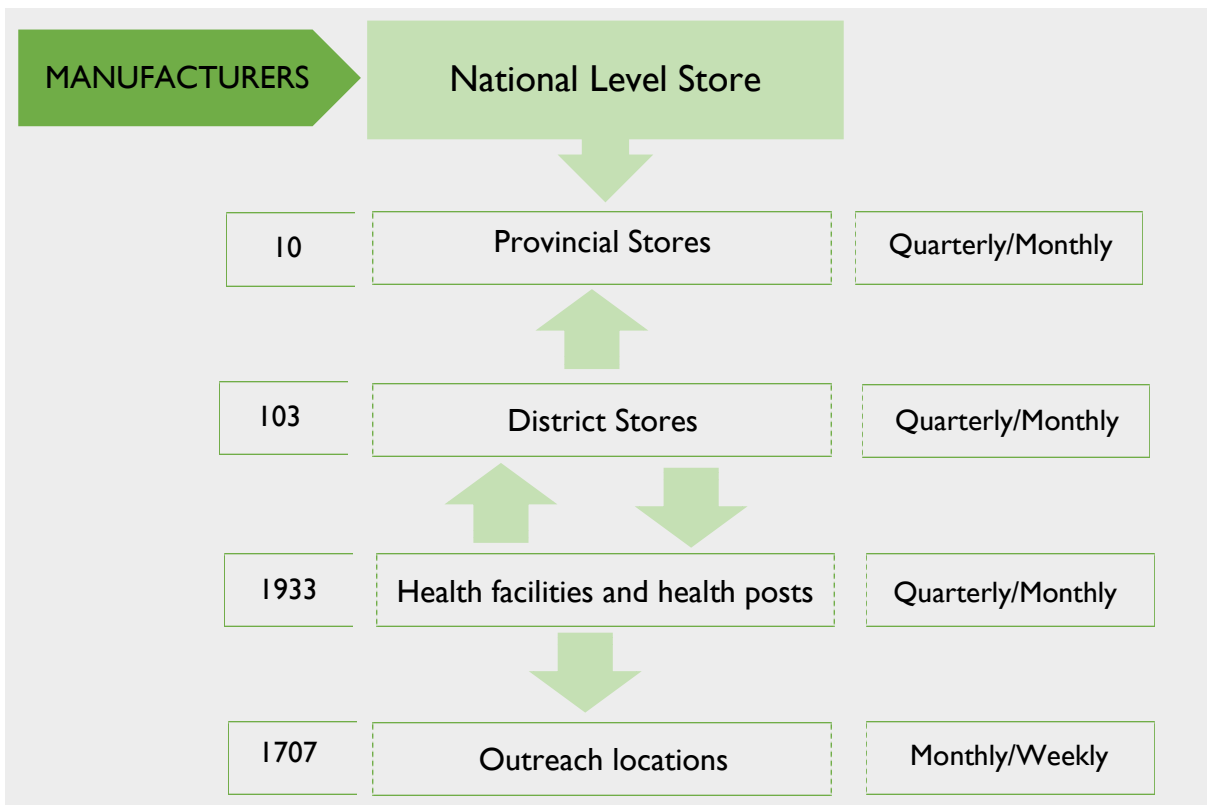 MANUFACTURERS
National Level Store
10
Provincial Stores
Quarterly/Monthly
103
District Stores
Quarterly/Monthly
1933
Health facilities and health posts
Quarterly/Monthly
1707
Outreach locations
Monthly/Weekly